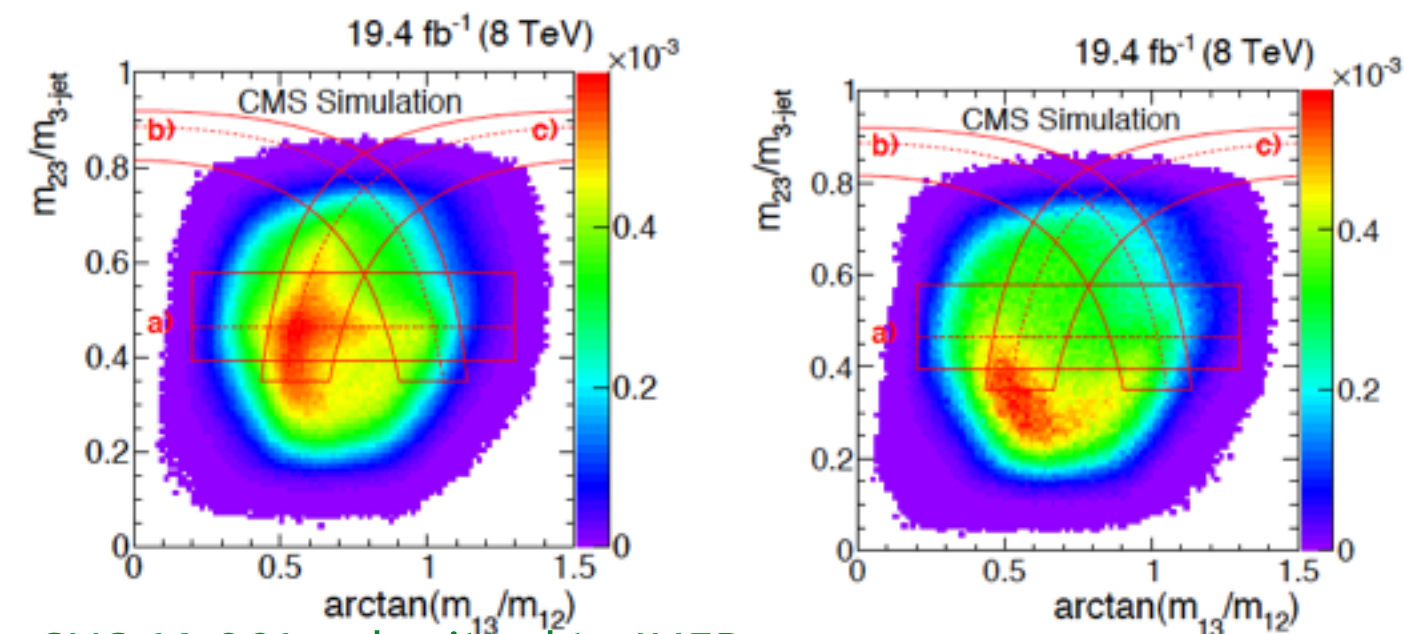 19.4 fb⁻¹ (8 TeV)
×10⁻³
CMS Simulation
b)
c)
a)
m₂₃/m₃₋ⱼₑₜ
1
0.8
0.6
0.4
0.2
0
0
0.5
1
1.5
0.4
0.2
0
arctan(m₁₃/m₁₂)
19.4 fb⁻¹ (8 TeV)
×10⁻³
CMS Simulation
b)
c)
a)
m₂₃/m₃₋ⱼₑₜ
1
0.8
0.6
0.4
0.2
0
0
0.5
1
1.5
0.4
0.2
0
arctan(m₁₃/m₁₂)